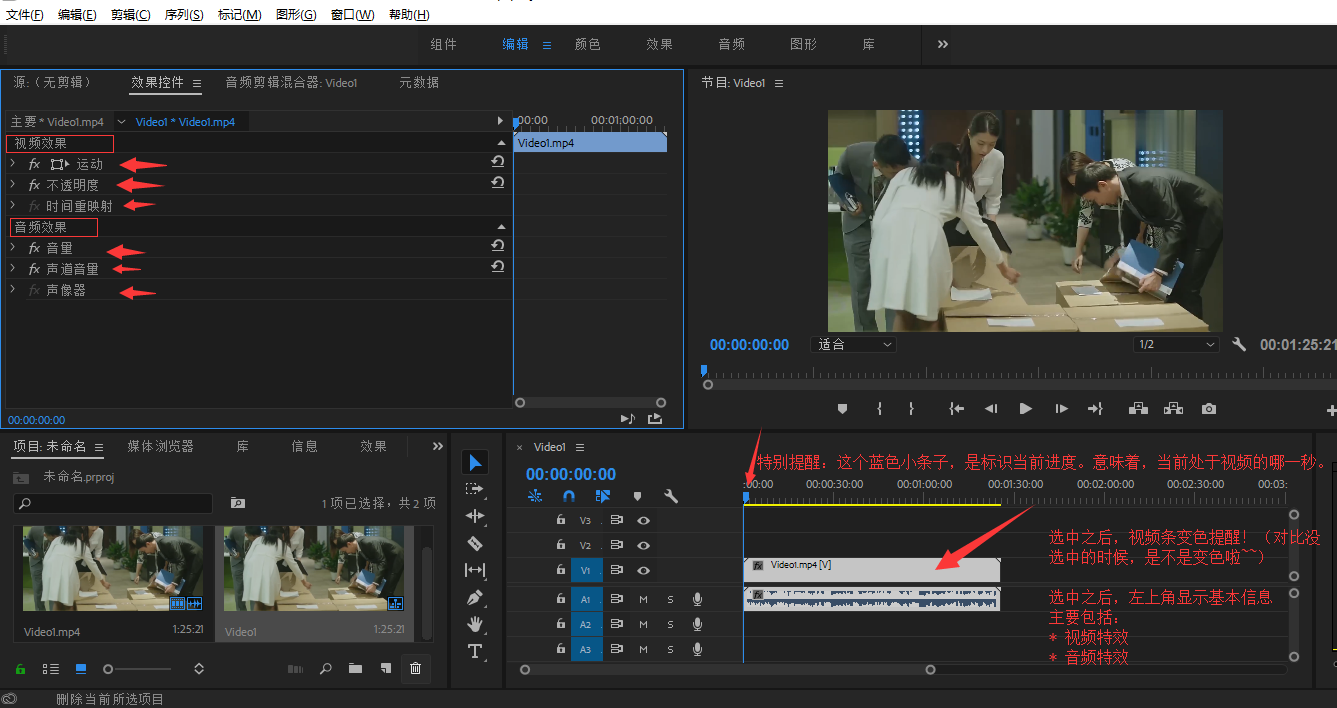 文件(F) 编辑(E) 剪辑(C) 序列(S) 标记(M) 图形(G) 窗口(W) 帮助(H)
组件 编辑 颜色 效果 音频 图形 库
源:（无剪辑） 效果控件 音频剪辑混合器: Video1 元数据
主要 * Video1.mp4 Video1 * Video1.mp4
:00:00 00:01:00:00
视频效果
Video1.mp4
fx 运动
fx 不透明度
fx 时间重映射
音频效果
fx 音量
fx 声道音量
fx 声像器
00:00:00:00
节目: Video1
00:00:00:00 适合 1/2 00:01:25:21
项目: 未命名 媒体浏览器 库 信息 效果
未命名.prproj
1 项已选择，共 2 项
Video1.mp4 1:25:21
Video1 1:25:21
删除当前所选项目
× Video1
00:00:00:00
特别提醒：这个蓝色小条子，是标识当前进度。意味着，当前处于视频的哪一秒。
:00:00 00:00:30:00 00:01:00:00 00:01:30:00 00:02:00:00 00:02:30:00 00:03:
V3
V2
V1 fx Video1.mp4 [V]
A1 M S fx
A2 M S
A3 M S
选中之后，视频条变色提醒！（对比没
选中的时候，是不是变色啦~~）
选中之后，左上角显示基本信息
主要包括：
* 视频特效
* 音频特效